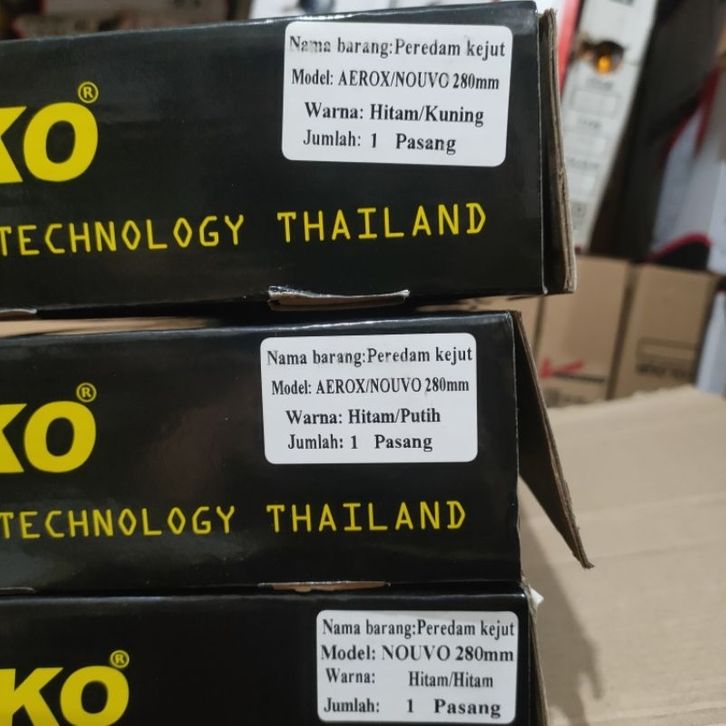 KO®
TECHNOLOGY THAILAND
Nama barang:Peredam kejut
Model: AEROX/NOUVO 280mm
Warna: Hitam/Kuning
Jumlah: 1 Pasang
KO®
TECHNOLOGY THAILAND
Nama barang:Peredam kejut
Model: AEROX/NOUVO 280mm
Warna: Hitam/Putih
Jumlah: 1 Pasang
KO®
Nama barang:Peredam kejut
Model: NOUVO 280mm
Warna: Hitam/Hitam
Jumlah: 1 Pasang